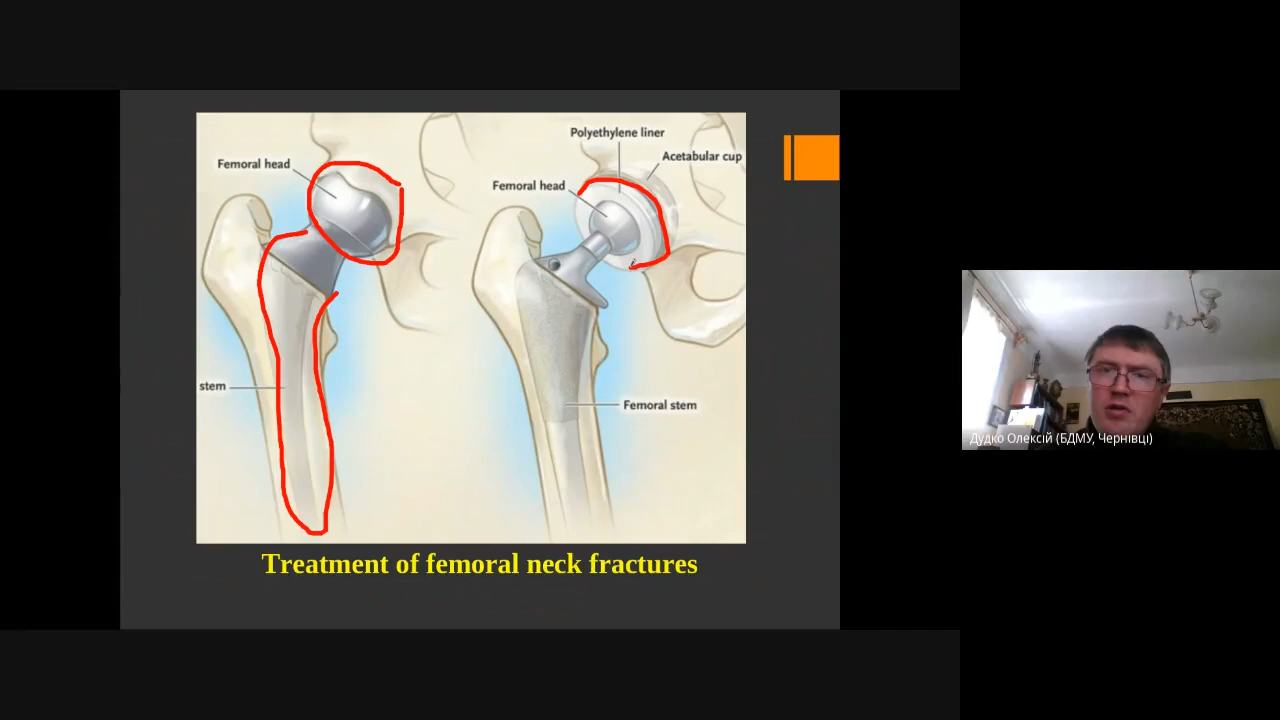 Polyethylene liner
Acetabular cup
Femoral head
Femoral head
stem
Femoral stem
Treatment of femoral neck fractures
Дудко Олексій (БДМУ, Чернівці)